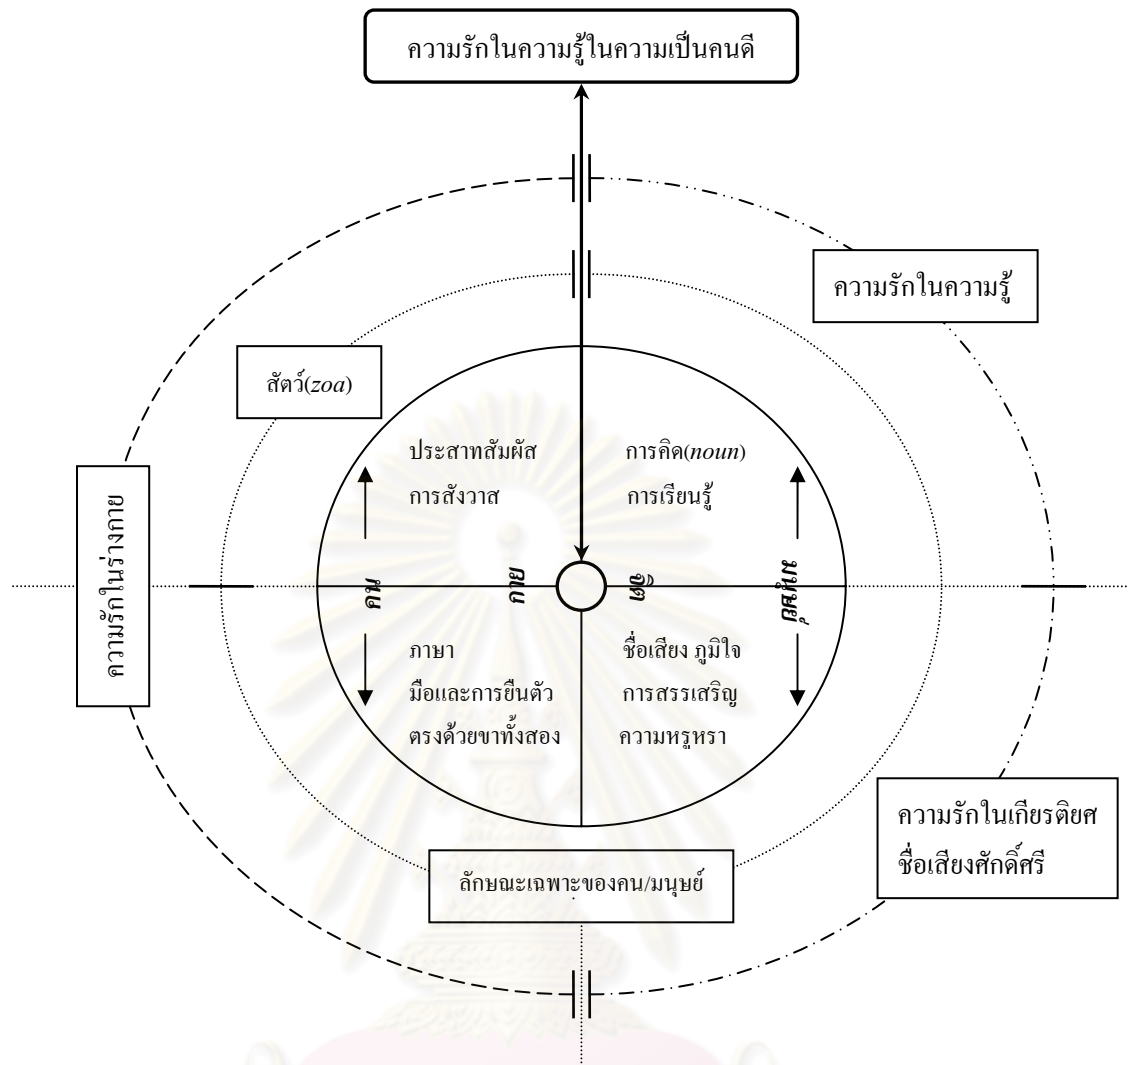 ความรักในความรู้ในความเป็นคนดี
ความรักในความรู้
สัตว์(zoa)
ประสาทสัมผัส
การสังวาส
การคิด(noun)
การเรียนรู้
ความรักในร่างกาย
คน
กาย
จิต
มนุษย์
ภาษา
มือและการยืนตัว
ตรงด้วยขาทั้งสอง
ชื่อเสียง ภูมิใจ
การสรรเสริญ
ความหรูหรา
ความรักในเกียรติยศ
ชื่อเสียงศักดิ์ศรี
ลักษณะเฉพาะของคน/มนุษย์